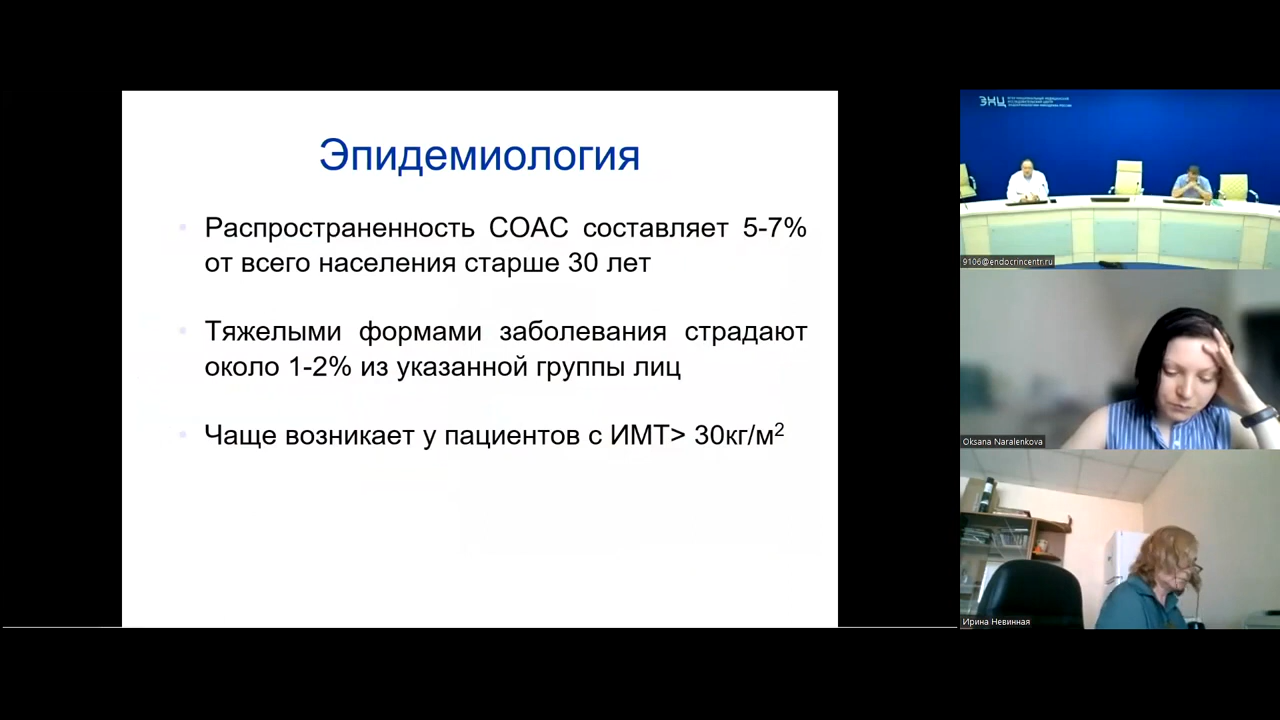 Эпидемиология
Распространенность СОАС составляет 5-7%
от всего населения старше 30 лет
Тяжелыми формами заболевания страдают
около 1-2% из указанной группы лиц
Чаще возникает у пациентов с ИМТ> 30кг/м²
ЭНЦ
9106@endocrincentr.ru
Oksana Naralenkova
Ирина Невинная